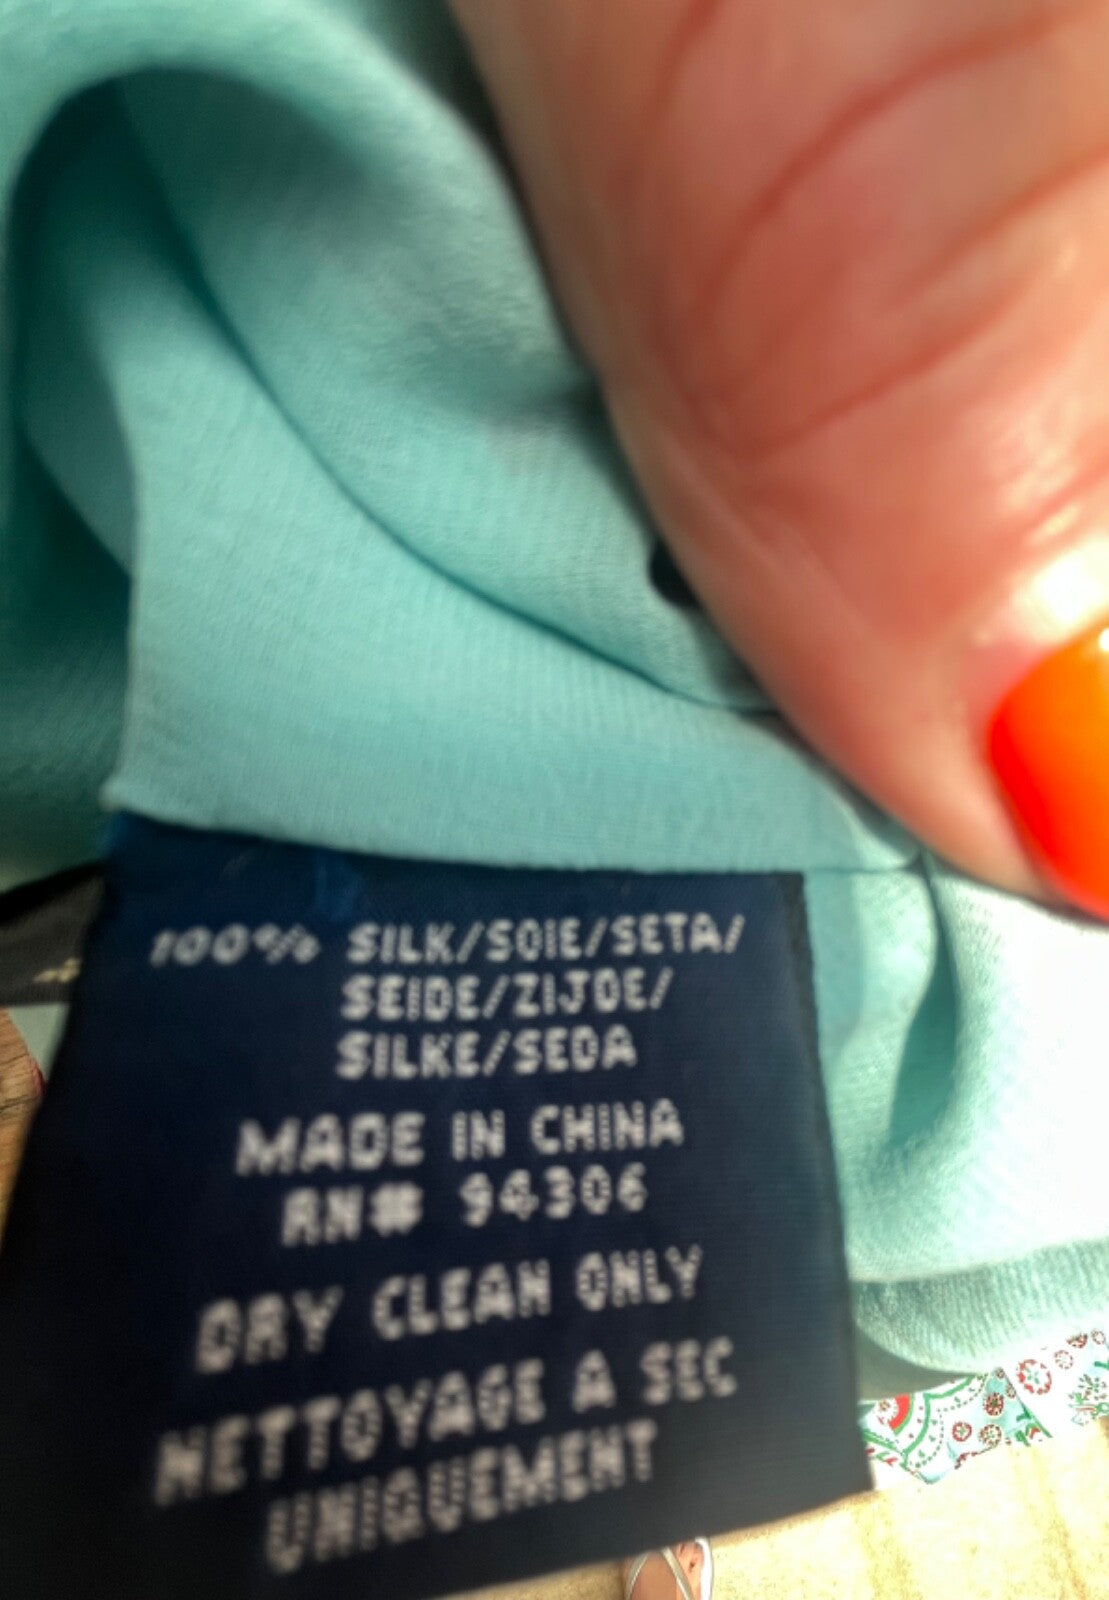 100% SILK/SOIE/SETA/
SEIDE/ZIJDE/
SILKE/SEDA
MADE IN CHINA
RN# 94306
DRY CLEAN ONLY
NETTOYAGE A SEC
UNIQUEMENT